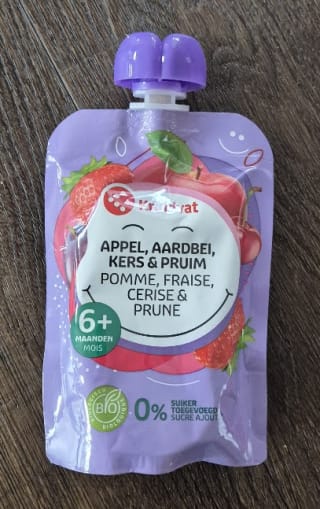 Kruidvat
APPEL, AARDBEI,
KERS & PRUIM
POMME, FRAISE,
CERISE &
PRUNE
6+
MAANDEN
MOIS
BIO
0% SUIKER
TOEGEVOEGD
SUCRE AJOUTÉ